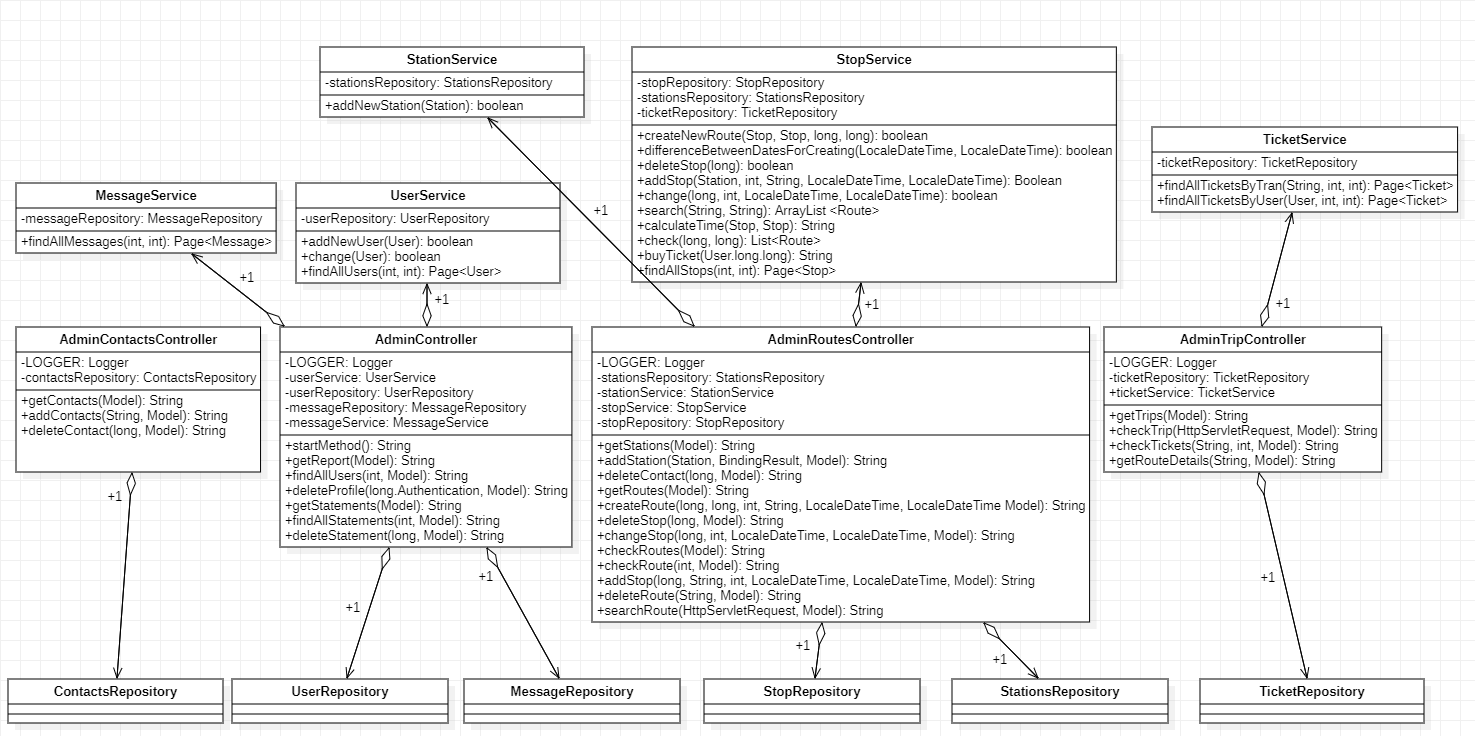 StationService
-stationsRepository: StationsRepository
+addNewStation(Station): boolean
StopService
-stopRepository: StopRepository
-stationsRepository: StationsRepository
-ticketRepository: TicketRepository
+createNewRoute(Stop, Stop, long, long): boolean
+differenceBetweenDatesForCreating(LocaleDateTime, LocaleDateTime): boolean
+deleteStop(long): boolean
+addStop(Station, int, String, LocaleDateTime, LocaleDateTime): Boolean
+change(long, int, LocaleDateTime, LocaleDateTime): boolean
+search(String, String): ArrayList <Route>
+calculateTime(Stop, Stop): String
+check(long, long): List<Route>
+buyTicket(User.long.long): String
+findAllStops(int, int): Page<Stop>
TicketService
-ticketRepository: TicketRepository
+findAllTicketsByTran(String, int, int): Page<Ticket>
+findAllTicketsByUser(User, int, int): Page<Ticket>
MessageService
-messageRepository: MessageRepository
+findAllMessages(int, int): Page<Message>
UserService
-userRepository: UserRepository
+addNewUser(User): boolean
+change(User): boolean
+findAllUsers(int, int): Page<User>
+1
+1
+1
+1
+1
AdminContactsController
-LOGGER: Logger
-contactsRepository: ContactsRepository
+getContacts(Model): String
+addContacts(String, Model): String
+deleteContact(long, Model): String
AdminController
-LOGGER: Logger
-userService: UserService
-userRepository: UserRepository
-messageRepository: MessageRepository
-messageService: MessageService
+startMethod(): String
+getReport(Model): String
+findAllUsers(int, Model): String
+deleteProfile(long.Authentication, Model): String
+getStatements(Model): String
+findAllStatements(int, Model): String
+deleteStatement(long, Model): String
AdminRoutesController
-LOGGER: Logger
-stationsRepository: StationsRepository
-stationService: StationService
-stopService: StopService
-stopRepository: StopRepository
+getStations(Model): String
+addStation(Station, BindingResult, Model): String
+deleteContact(long, Model): String
+getRoutes(Model): String
+createRoute(long, long, int, String, LocaleDateTime, LocaleDateTime Model): String
+deleteStop(long, Model): String
+changeStop(long, int, LocaleDateTime, LocaleDateTime, Model): String
+checkRoutes(Model): String
+checkRoute(int, Model): String
+addStop(long, String, int, LocaleDateTime, LocaleDateTime, Model): String
+deleteRoute(String, Model): String
+searchRoute(HttpServletRequest, Model): String
AdminTripController
-LOGGER: Logger
-ticketRepository: TicketRepository
+ticketService: TicketService
+getTrips(Model): String
+checkTrip(HttpServletRequest, Model): String
+checkTickets(String, int, Model): String
+getRouteDetails(String, Model): String
+1
+1
+1
+1
+1
+1
ContactsRepository
UserRepository
MessageRepository
StopRepository
StationsRepository
TicketRepository